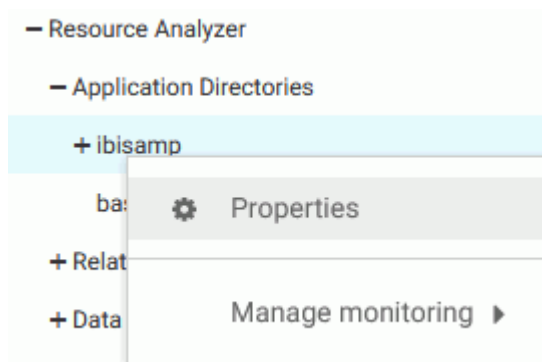 Resource Analyzer
Application Directories
ibisamp
Properties
Manage monitoring
Data